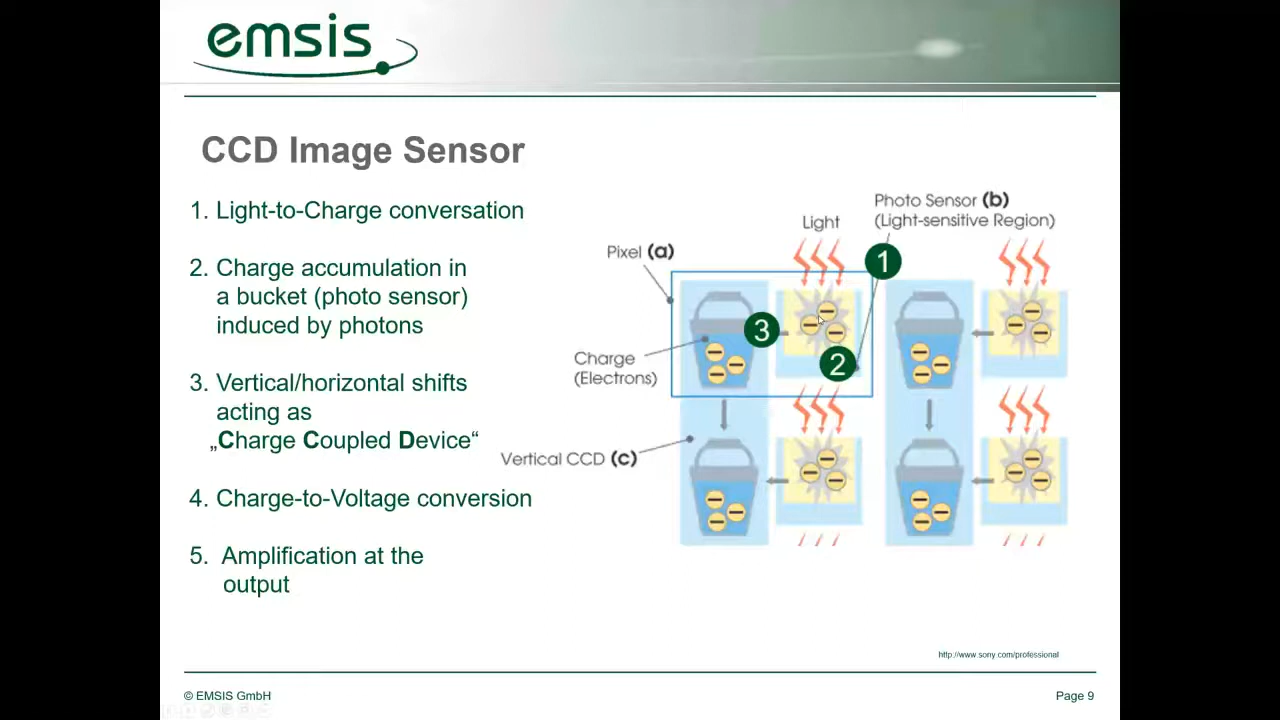 emsis
CCD Image Sensor
1. Light-to-Charge conversation
2. Charge accumulation in
a bucket (photo sensor)
induced by photons
3. Vertical/horizontal shifts
acting as
„Charge Coupled Device“
4. Charge-to-Voltage conversion
5. Amplification at the
output
Photo Sensor (b)
(Light-sensitive Region)
Light
Pixel (a)
1
3
2
Charge
(Electrons)
Vertical CCD (c)
http://www.sony.com/professional
© EMSIS GmbH
Page 9